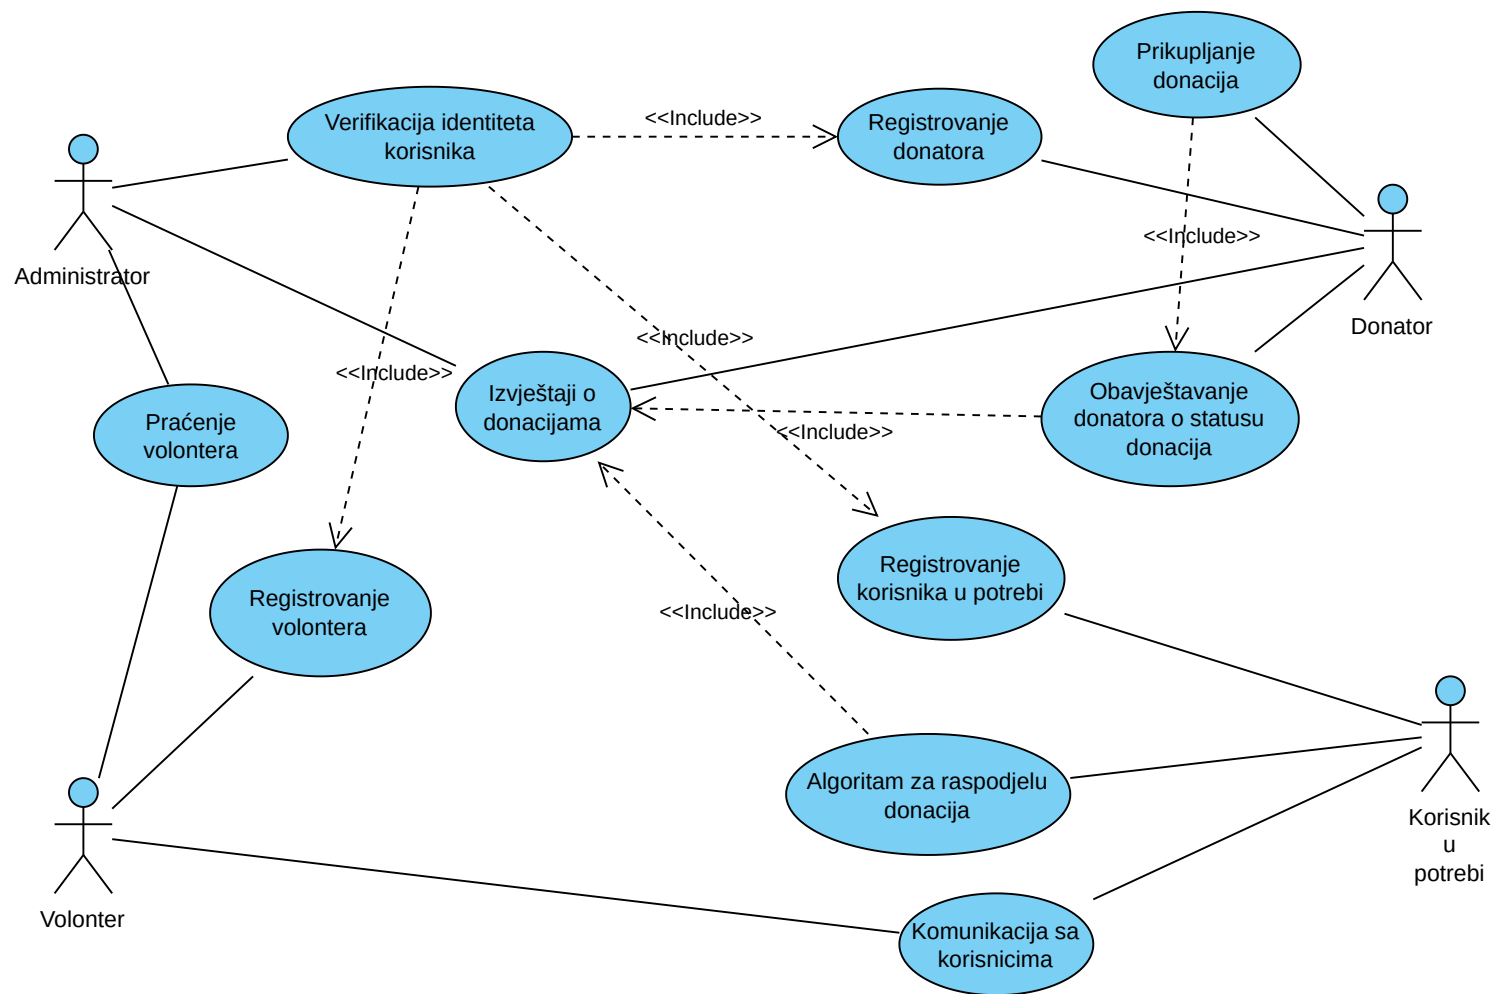 Prikupljanje
donacija
Verifikacija identiteta
korisnika
<<Include>>
Registrovanje
donatora
Administrator
<<Include>>
Donator
<<Include>>
<<Include>>
Izvještaji o
donacijama
Obavještavanje
donatora o statusu
donacija
<<Include>>
Praćenje
volontera
Registrovanje
volontera
Registrovanje
korisnika u potrebi
<<Include>>
Algoritam za raspodjelu
donacija
Korisnik
u
potrebi
Volonter
Komunikacija sa
korisnicima